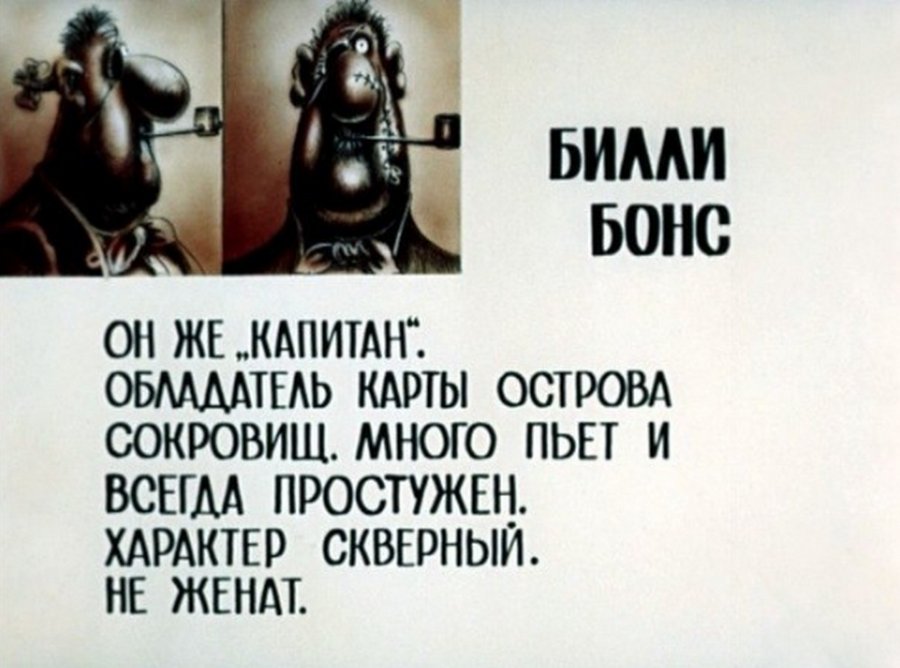 БИЛЛИ
БОНС
ОН ЖЕ „КАПИТАН“.
ОБЛАДАТЕЛЬ КАРТЫ ОСТРОВА
СОКРОВИЩ. МНОГО ПЬЕТ И
ВСЕГДА ПРОСТУЖЕН.
ХАРАКТЕР СКВЕРНЫЙ.
НЕ ЖЕНАТ.